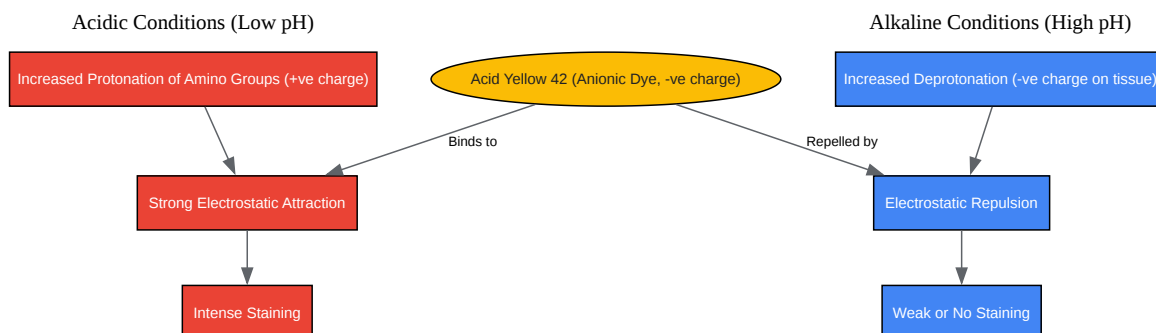 Acidic Conditions (Low pH)
Alkaline Conditions (High pH)
Increased Protonation of Amino Groups (+ve charge)
Acid Yellow 42 (Anionic Dye, -ve charge)
Increased Deprotonation (-ve charge on tissue)
Binds to
Repelled by
Strong Electrostatic Attraction
Electrostatic Repulsion
Intense Staining
Weak or No Staining